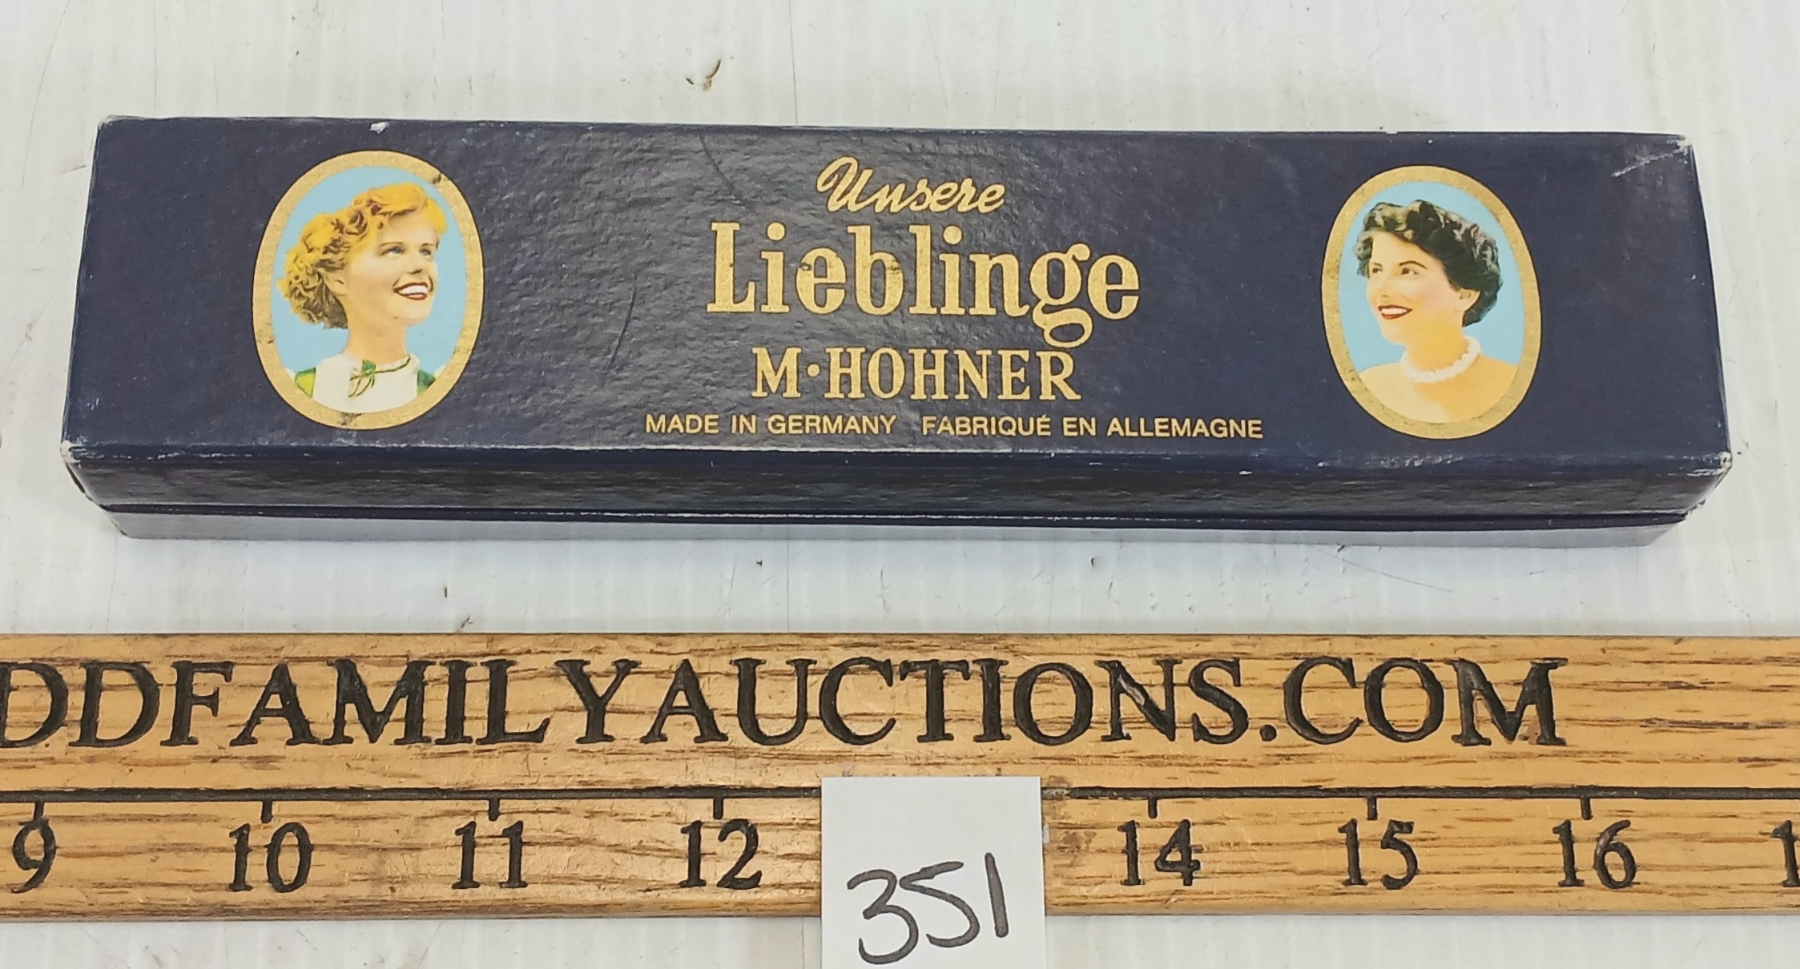 Unsere
Lieblinge
M·HOHNER
MADE IN GERMANY FABRIQUÉ EN ALLEMAGNE
DDFAMILYAUCTIONS.COM
9 10 11 12 14 15 16
351